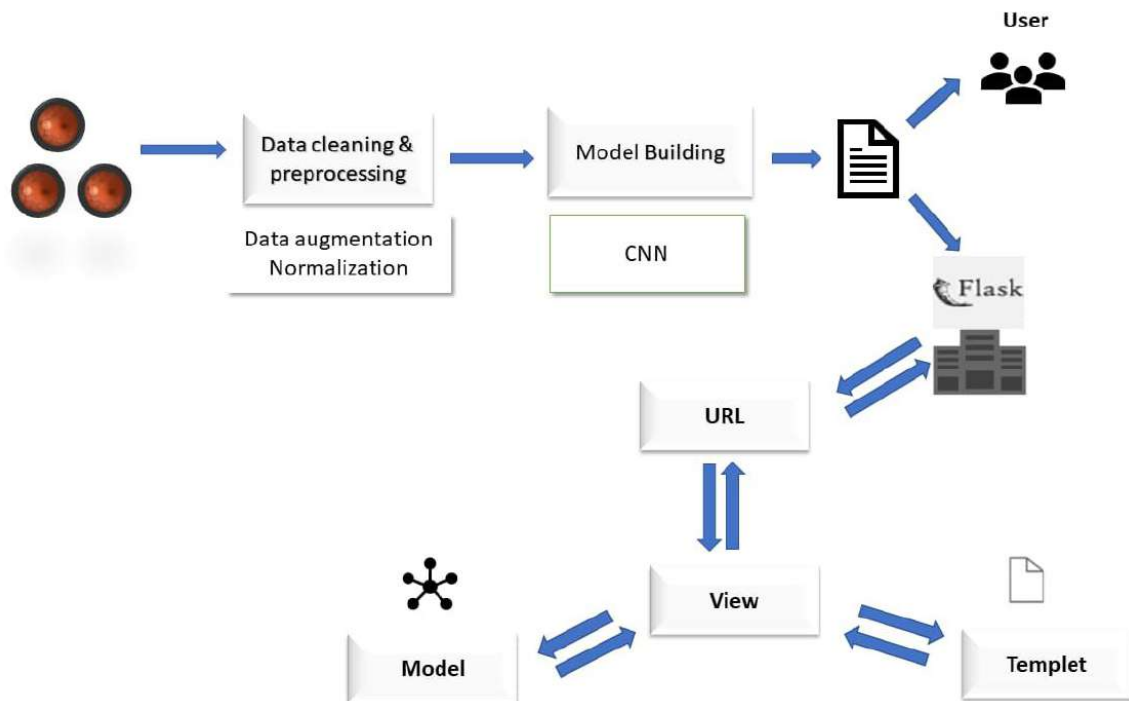 User
Data cleaning &
preprocessing
Model Building
Data augmentation
Normalization
CNN
Flask
URL
View
Model
Templet